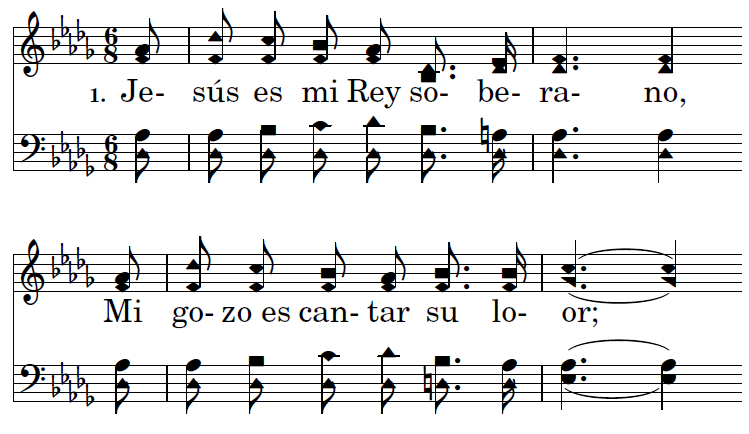 1. Je- sús es mi Rey so- be- ra- no,
Mi go- zo es can- tar su lo- or;